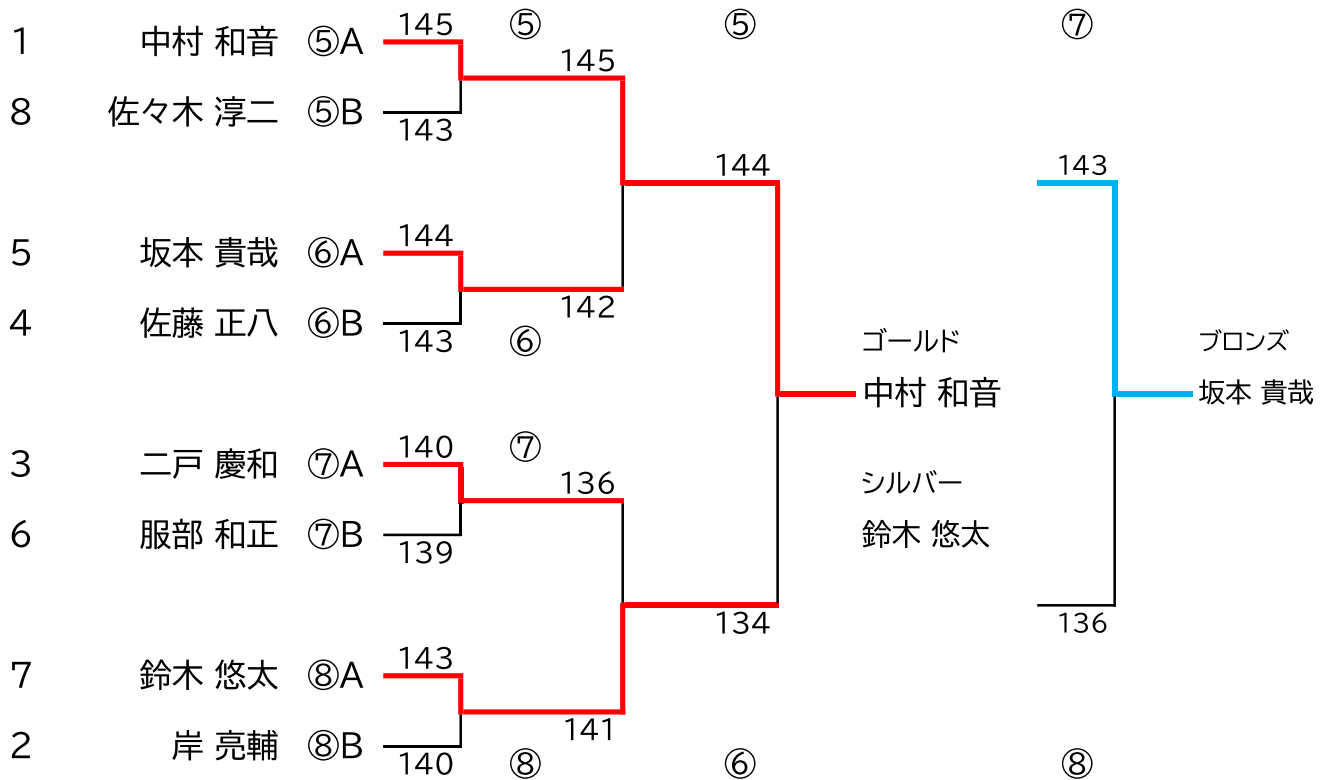 145 ⑤ ⑤ ⑦
1 中村 和音 ⑤A
145
8 佐々木 淳二 ⑤B
143
144 143
144
5 坂本 貴哉 ⑥A
142
4 佐藤 正八 ⑥B
143 ⑥
ゴールド ブロンズ
中村 和音 坂本 貴哉
140 ⑦
3 二戸 慶和 ⑦A
136
シルバー
6 服部 和正 ⑦B 鈴木 悠太
139
134 136
143
7 鈴木 悠太 ⑧A
141
2 岸 亮輔 ⑧B
140 ⑧ ⑥ ⑧